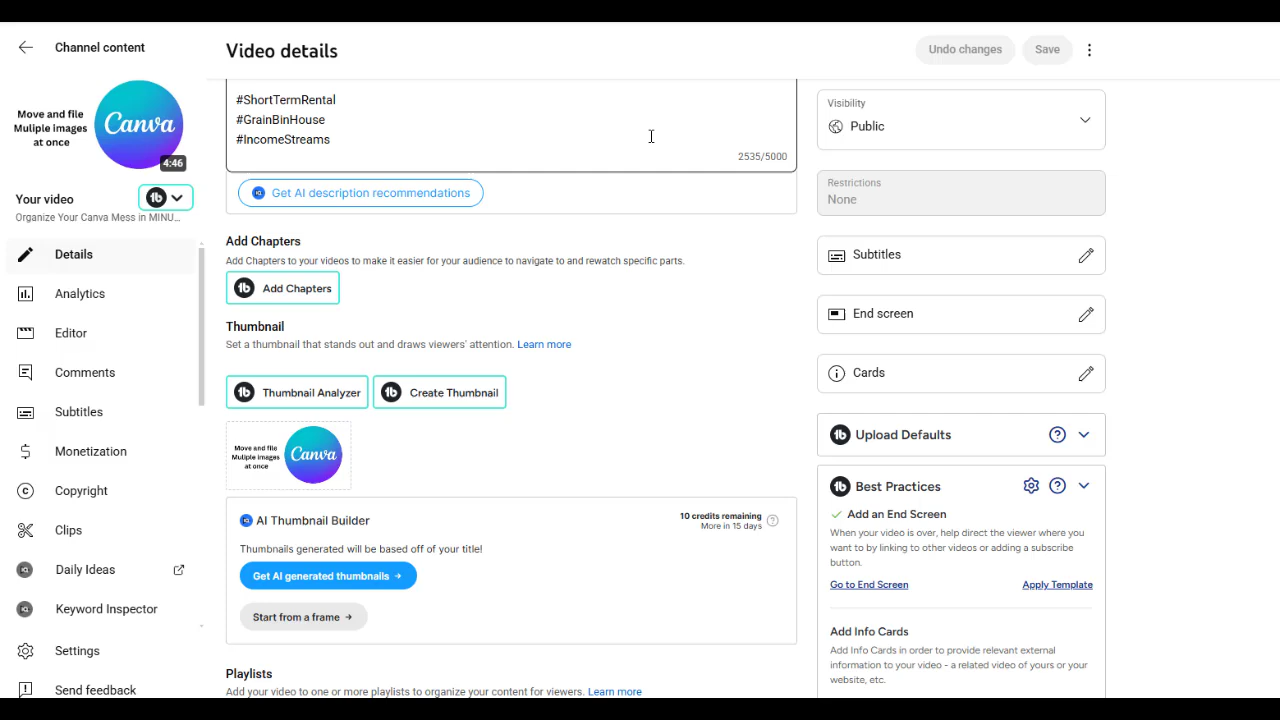 Channel content
Video details
Undo changes
Save
Move and file
Muliple images
at once
Canva
4:46
Your video
Organize Your Canva Mess in MINU...
Details
Analytics
Editor
Comments
Subtitles
Monetization
Copyright
Clips
Daily Ideas
Keyword Inspector
Settings
Send feedback
#ShortTermRental
#GrainBinHouse
#IncomeStreams
2535/5000
Get AI description recommendations
Add Chapters
Add Chapters to your videos to make it easier for your audience to navigate to and rewatch specific parts.
Add Chapters
Thumbnail
Set a thumbnail that stands out and draws viewers' attention. Learn more
Thumbnail Analyzer
Create Thumbnail
Move and file
Muliple images
at once
Canva
AI Thumbnail Builder
10 credits remaining
More in 15 days
Thumbnails generated will be based off of your title!
Get AI generated thumbnails →
Start from a frame →
Playlists
Add your video to one or more playlists to organize your content for viewers. Learn more
Visibility
Public
Restrictions
None
Subtitles
End screen
Cards
Upload Defaults
Best Practices
Add an End Screen
When your video is over, help direct the viewer where you
want to by linking to other videos or adding a subscribe
button.
Go to End Screen
Apply Template
Add Info Cards
Add Info Cards in order to provide relevant external
information to your video - a related video of yours or your
website, etc.